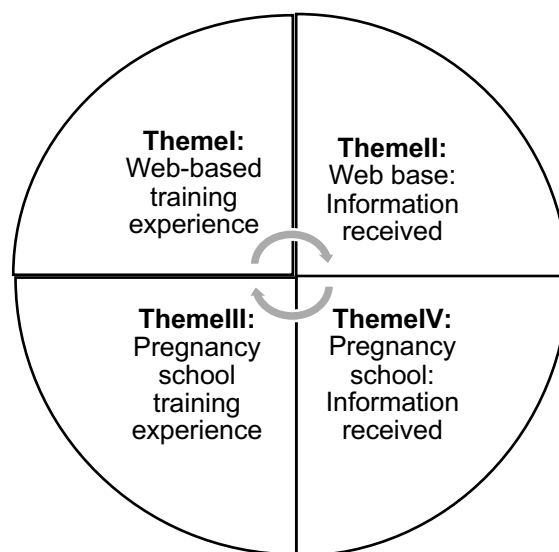 ThemeI:
Web-based
training
experience
ThemeII:
Web base:
Information
received
ThemeIII:
Pregnancy
school
training
experience
ThemeIV:
Pregnancy
school:
Information
received